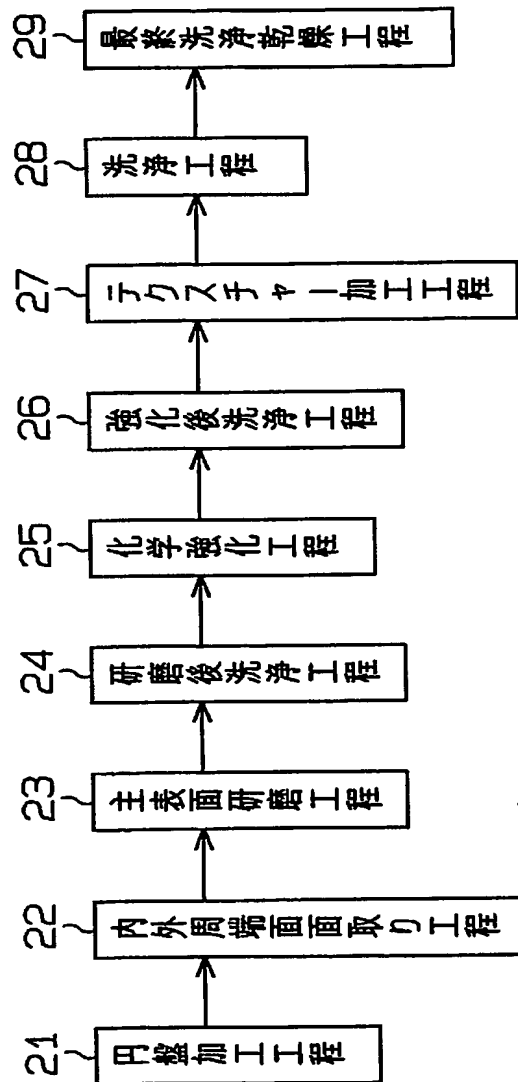 21
円盤加工工程
22
内外周端面面取り工程
23
主表面研磨工程
24
研磨後洗浄工程
25
化学強化工程
26
強化後洗浄工程
27
テクスチャー加工工程
28
洗浄工程
29
最終洗浄乾燥工程